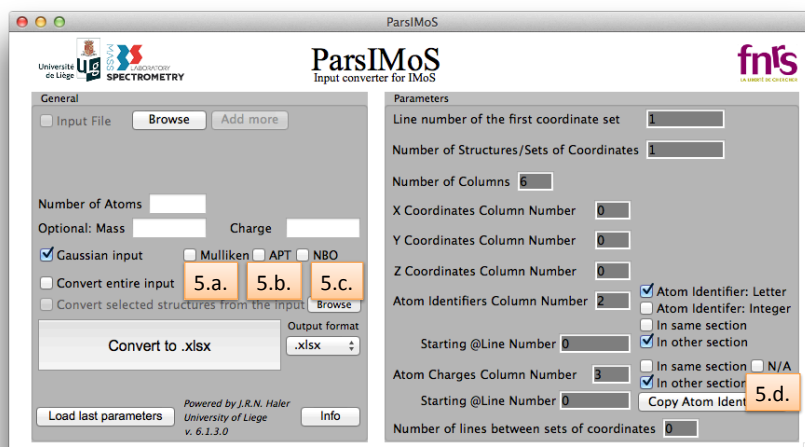 ParsIMoS
Université de Liège
MASS
LABORATORY
SPECTROMETRY
ParsIMoS
Input converter for IMoS
fnrs
LA LIBERTÉ DE CHERCHER
General
Input File
Browse
Add more
Number of Atoms
Optional: Mass
Charge
Gaussian input
Mulliken
APT
NBO
Convert entire input
5.a.
5.b.
5.c.
Convert selected structures from the input
Browse
Convert to .xlsx
Output format
.xlsx
Load last parameters
Powered by J.R.N. Haler
University of Liege
v. 6.1.3.0
Info
Parameters
Line number of the first coordinate set 1
Number of Structures/Sets of Coordinates 1
Number of Columns 6
X Coordinates Column Number 0
Y Coordinates Column Number 0
Z Coordinates Column Number 0
Atom Identifiers Column Number 2
Atom Identifier: Letter
Atom Identifer: Integer
In same section
In other section
Starting @Line Number 0
Atom Charges Column Number 3
In same section
N/A
In other section
5.d.
Starting @Line Number 0
Copy Atom Ident
Number of lines between sets of coordinates 0